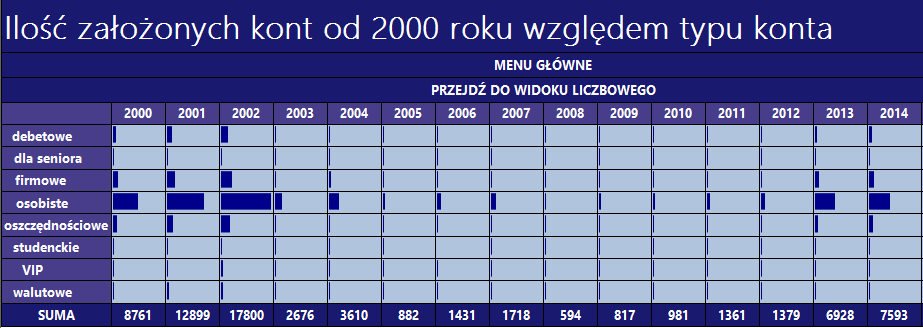 Ilość założonych kont od 2000 roku względem typu konta
MENU GŁÓWNE
PRZEJDŹ DO WIDOKU LICZBOWEGO
2000 2001 2002 2003 2004 2005 2006 2007 2008 2009 2010 2011 2012 2013 2014
debetowe
dla seniora
firmowe
osobiste
oszczędnościowe
studenckie
VIP
walutowe
SUMA 8761 12899 17800 2676 3610 882 1431 1718 594 817 981 1361 1379 6928 7593